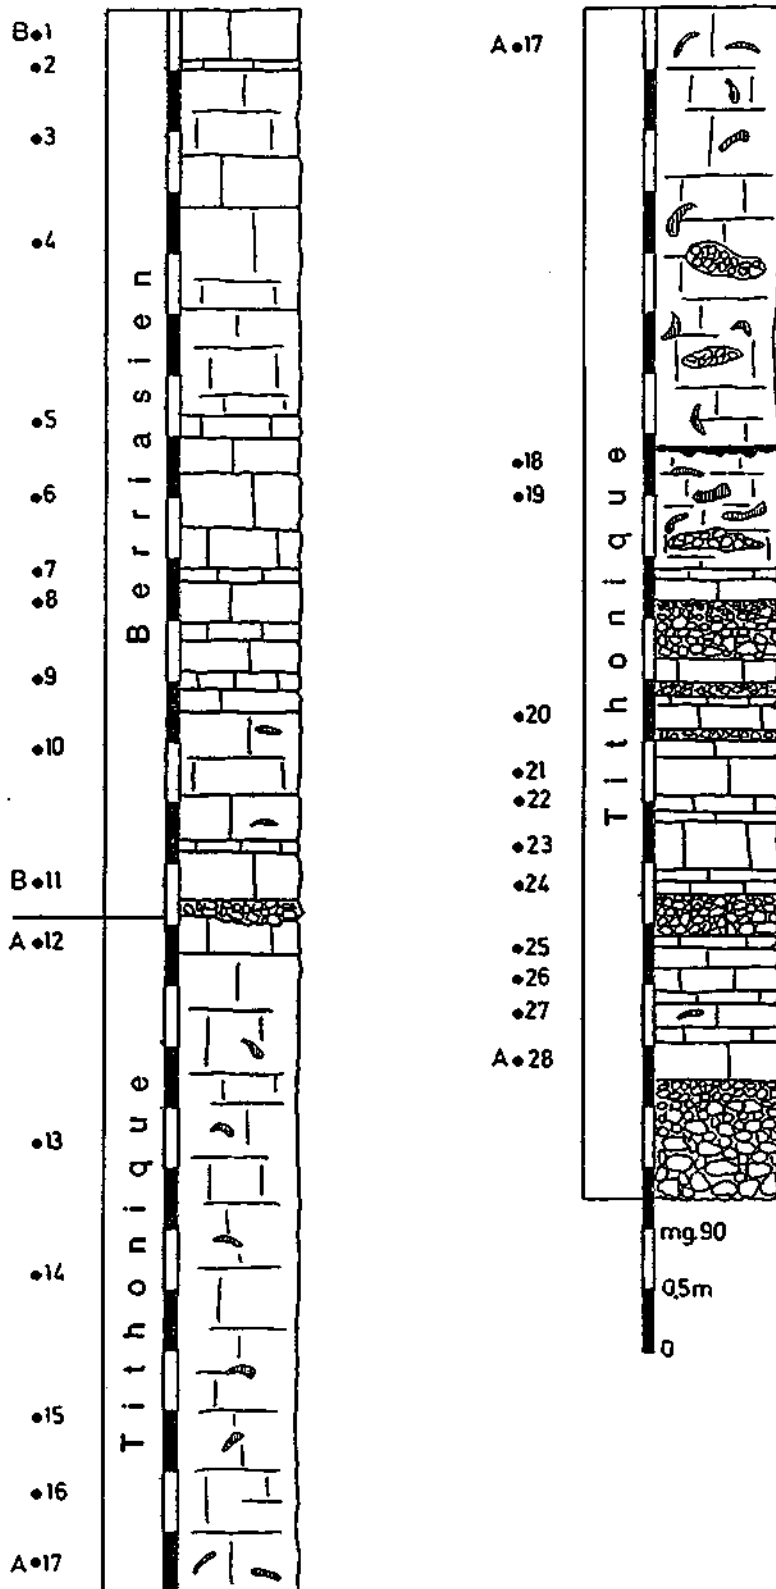 B•1
•2
•3
•4
•5
•6
•7
•8
•9
•10
B•11
A•12
•13
•14
•15
•16
A•17
Berriasien
Tithonique
A•17
•18
•19
•20
•21
•22
•23
•24
•25
•26
•27
A•28
Tithonique
mg.90
0,5m
0